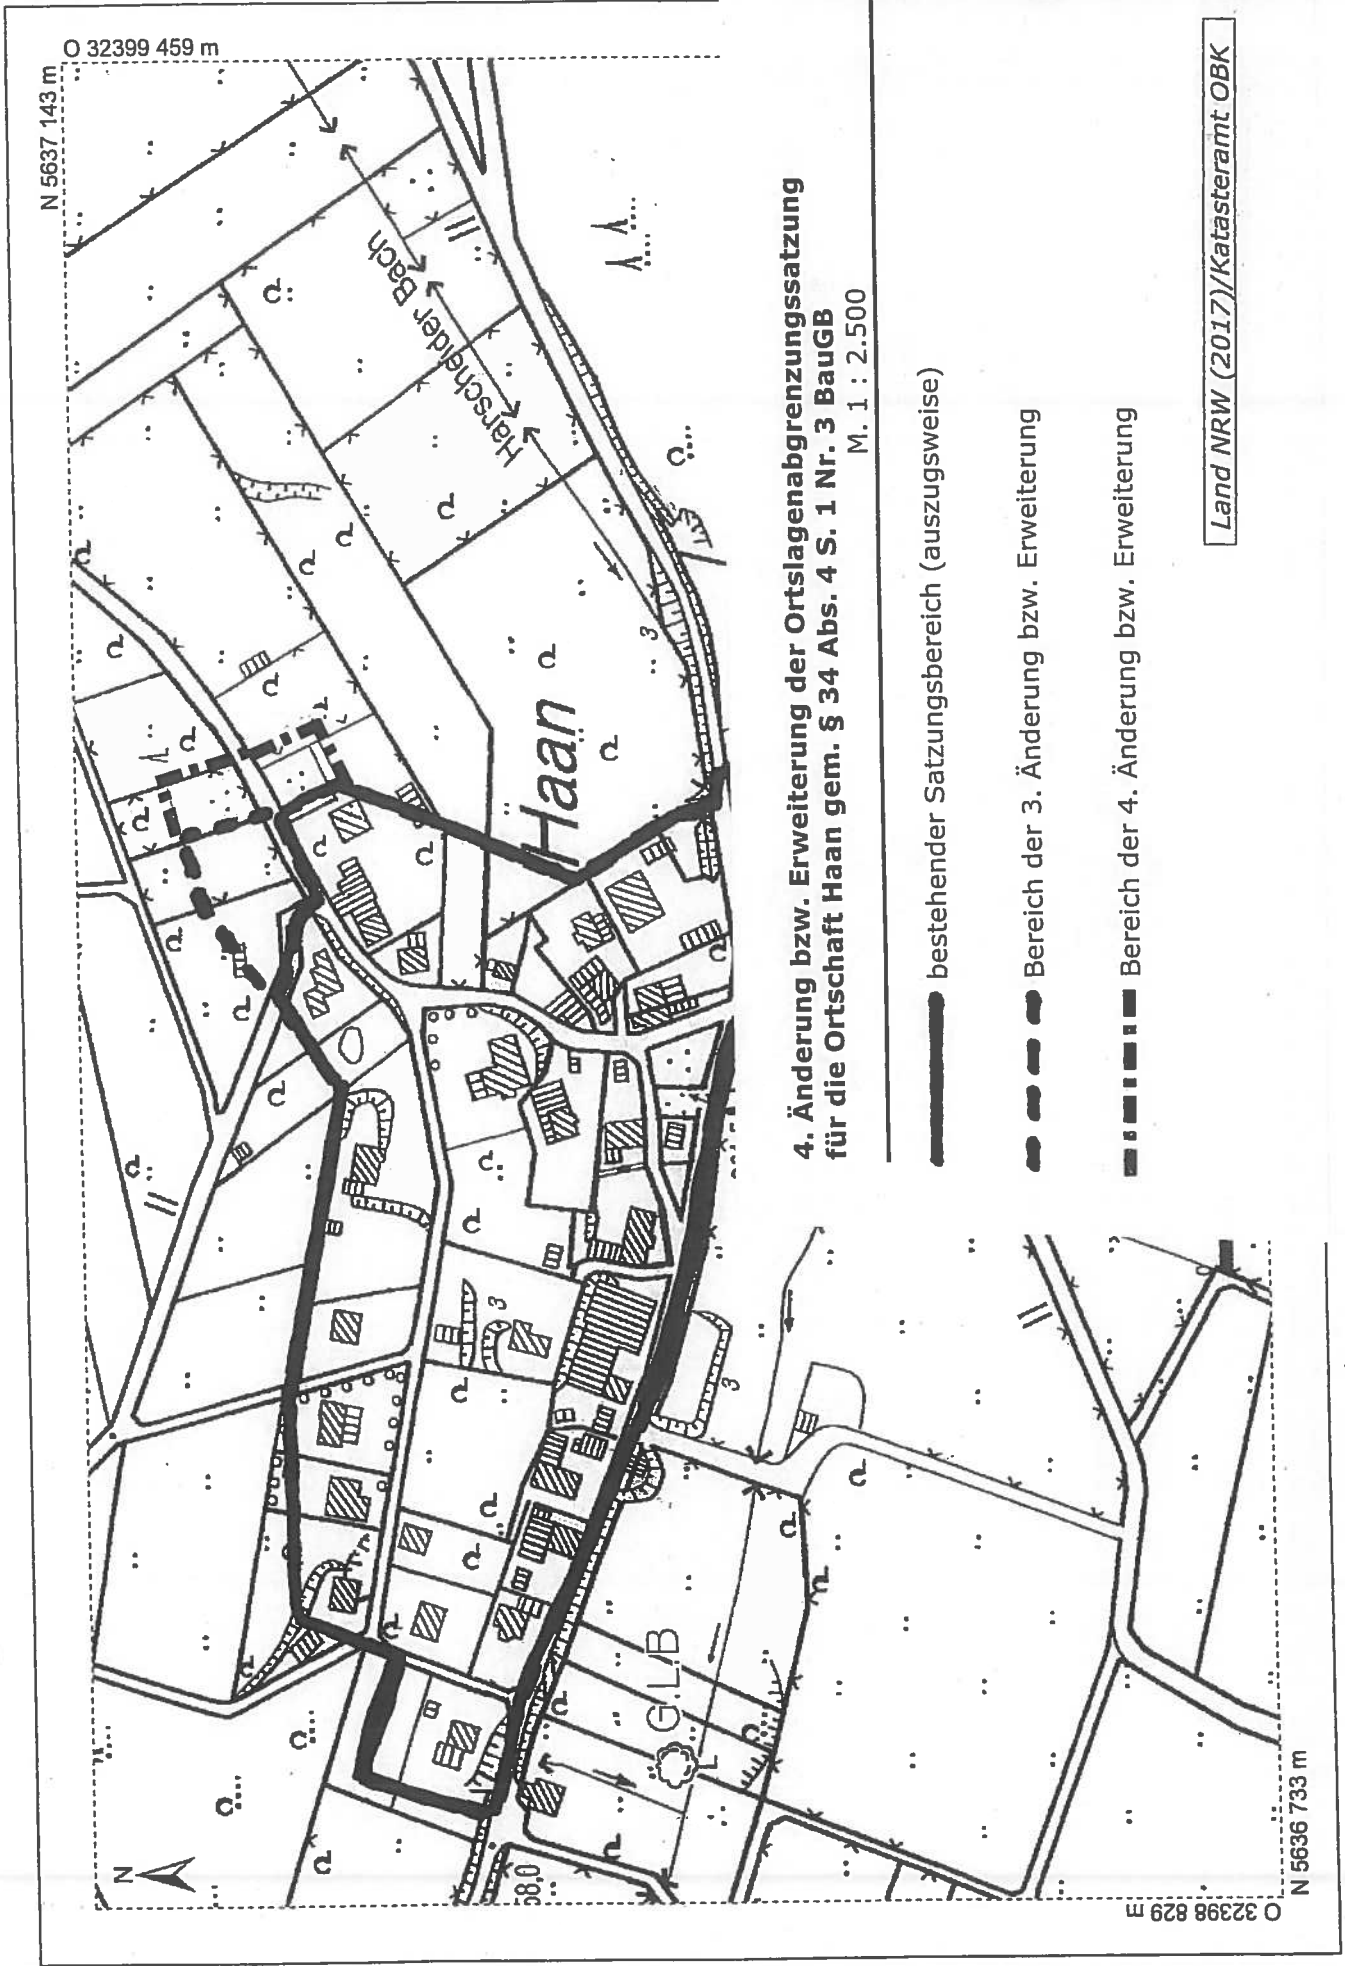 N 5637 143 m
O 32399 459 m
Harscheider Bach
Haan
3
3
3
G.L.B
58,0
N
4. Änderung bzw. Erweiterung der Ortslagenabgrenzungssatzung
für die Ortschaft Haan gem. § 34 Abs. 4 S. 1 Nr. 3 BauGB
M. 1 : 2.500
bestehender Satzungsbereich (auszugsweise)
Bereich der 3. Änderung bzw. Erweiterung
Bereich der 4. Änderung bzw. Erweiterung
Land NRW (2017)/Katasteramt OBK
O 32398 829 m
N 5636 733 m